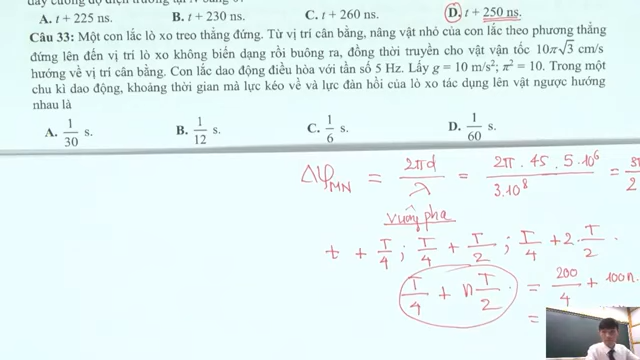 A. t + 225 ns. B. t + 230 ns. C. t + 260 ns. D. t + 250 ns.
Câu 33: Một con lắc lò xo treo thẳng đứng. Từ vị trí cân bằng, nâng vật nhỏ của con lắc theo phương thẳng
đứng lên đến vị trí lò xo không biến dạng rồi buông ra, đồng thời truyền cho vật vận tốc 10π√3 cm/s
hướng về vị trí cân bằng. Con lắc dao động điều hòa với tần số 5 Hz. Lấy g = 10 m/s²; π² = 10. Trong một
chu kì dao động, khoảng thời gian mà lực kéo về và lực đàn hồi của lò xo tác dụng lên vật ngược hướng
nhau là
A. 1/30 s. B. 1/12 s. C. 1/6 s. D. 1/60 s.
Δφ_MN = 2πd/λ = 2π . 45 . 5.10⁶ / 3.10⁸ =
vuông pha
t + T/4 ; T/4 + T/2 ; T/4 + 2.T/2
T/4 + n T/2 . = 200/4 + 100n.
=